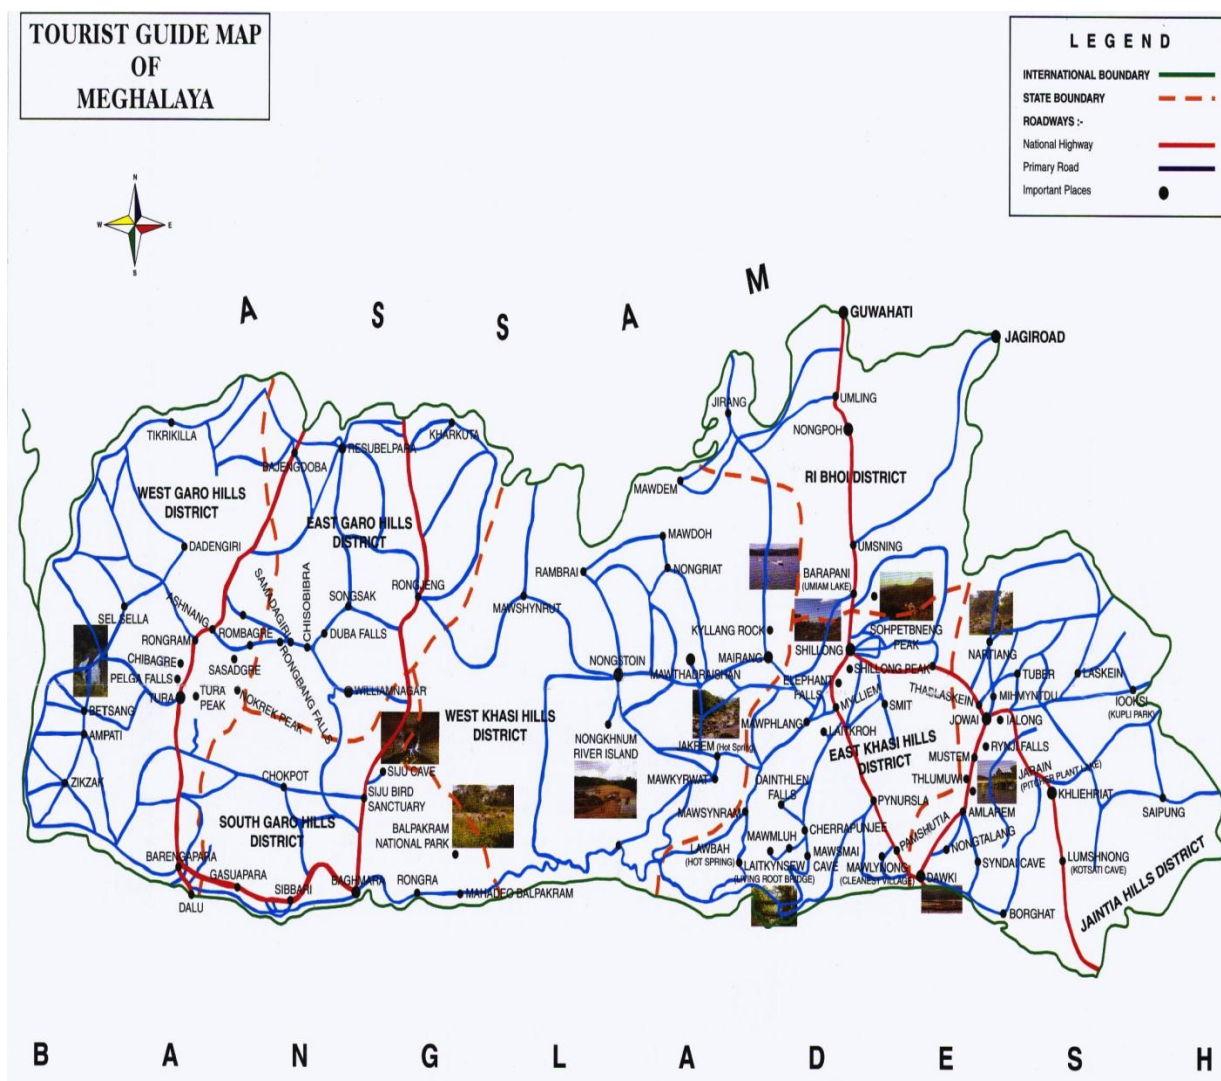 TOURIST GUIDE MAP
OF
MEGHALAYA
LEGEND
INTERNATIONAL BOUNDARY
STATE BOUNDARY
ROADWAYS :-
National Highway
Primary Road
Important Places
N
W
E
S
A S S A M
GUWAHATI
JAGIROAD
JIRANG
UMLING
TIKRIKILLA
KHARKUTA
NONGPOH
RESUBELPARA
BAJENGDOBA
RI BHOI DISTRICT
MAWDEM
WEST GARO HILLS
DISTRICT
EAST GARO HILLS
DISTRICT
MAWDOH
UMSNING
DADENGIRI
RAMBRAI
NONGRIAT
BARAPANI
(UMIAM LAKE)
SAMADAGIRI
CHISOBIBRA
SONGSAK
RONGJENG
MAWSHYNRUT
SEL SELLA
ASHNANG
ROMBAGRE
DUBA FALLS
KYLLANG ROCK
SOHPETBNENG
PEAK
RONGRAM
SHILLONG
NARTIANG
CHIBAGRE
SASADGRE
RONGBANG FALLS
NONGSTOIN
MAWTHADRAISHAN
MAIRANG
SHILLONG PEAK
PELGA FALLS
ELEPHANT
FALLS
TUBER
LASKEIN
TURA
TURA
PEAK
NOKREK PEAK
WILLIAMNAGAR
THADLASKEIN
MIHMYNTDU
IOOKSI
(KUPLI PARK)
BETSANG
WEST KHASI HILLS
DISTRICT
MYLLIEM
SMIT
JOWAI
IALONG
AMPATI
NONGKHNUM
RIVER ISLAND
MAWPHLANG
LAITKROH
JAKREM (Hot Spring)
EAST KHASI HILLS
DISTRICT
RYNJI FALLS
MUSTEM
SIJU CAVE
ZIKZAK
CHOKPOT
MAWKYRWAT
DAINTHLEN
FALLS
THLUMUWI
JARAIN
(PITCHER PLANT LAKE)
KHLIEHRIAT
SIJU BIRD
SANCTUARY
SAIPUNG
PYNURSLA
SOUTH GARO HILLS
DISTRICT
BALPAKRAM
NATIONAL PARK
MAWSYNRAM
AMLAREM
CHERRAPUNJEE
MAWMLUH
PAMSHUTIA
LAWBAH
(HOT SPRING)
MAWSMAI
CAVE
NONGTALANG
BARENGAPARA
LAITKYNSEW
(LIVING ROOT BRIDGE)
MAWLYNONG
(CLEANEST VILLAGE)
SYNDAI CAVE
LUMSHNONG
(KOTSATI CAVE)
GASUAPARA
DALU
SIBBARI
BAGHMARA
RONGRA
MAHADEO BALPAKRAM
DAWKI
BORGHAT
JAINTIA HILLS DISTRICT
B A N G L A D E S H